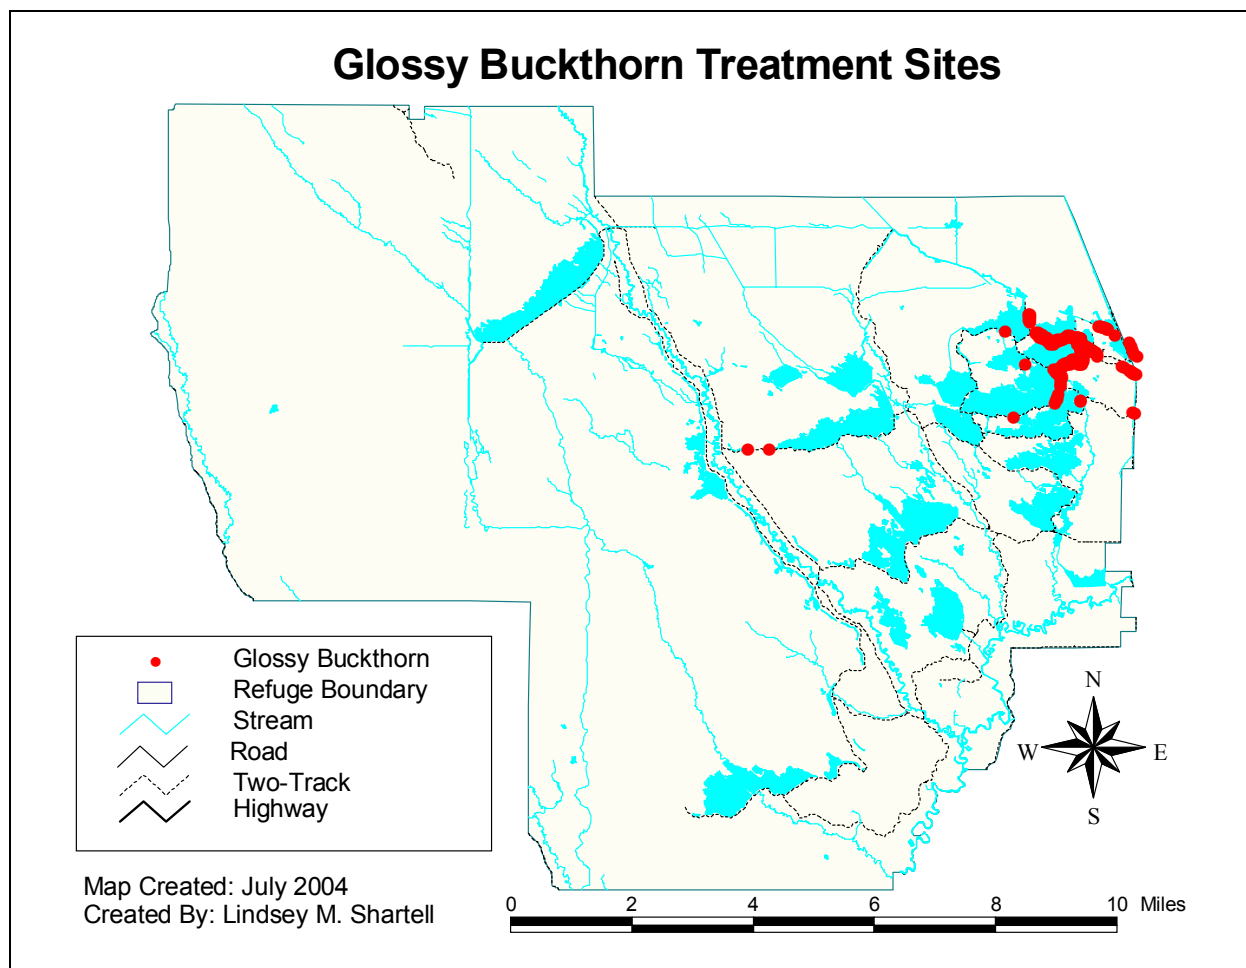 Glossy Buckthorn Treatment Sites
Glossy Buckthorn
Refuge Boundary
Stream
Road
Two-Track
Highway
N
W E
S
Map Created: July 2004
Created By: Lindsey M. Shartell
0 2 4 6 8 10 Miles